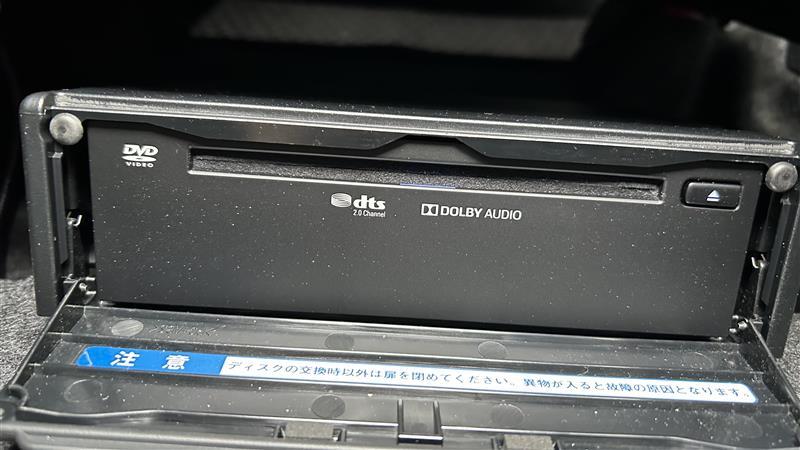 DVD
VIDEO
dts
2.0 Channel
DOLBY AUDIO
注意
ディスクの交換時以外は扉を閉めてください。異物が入ると故障の原因となります。